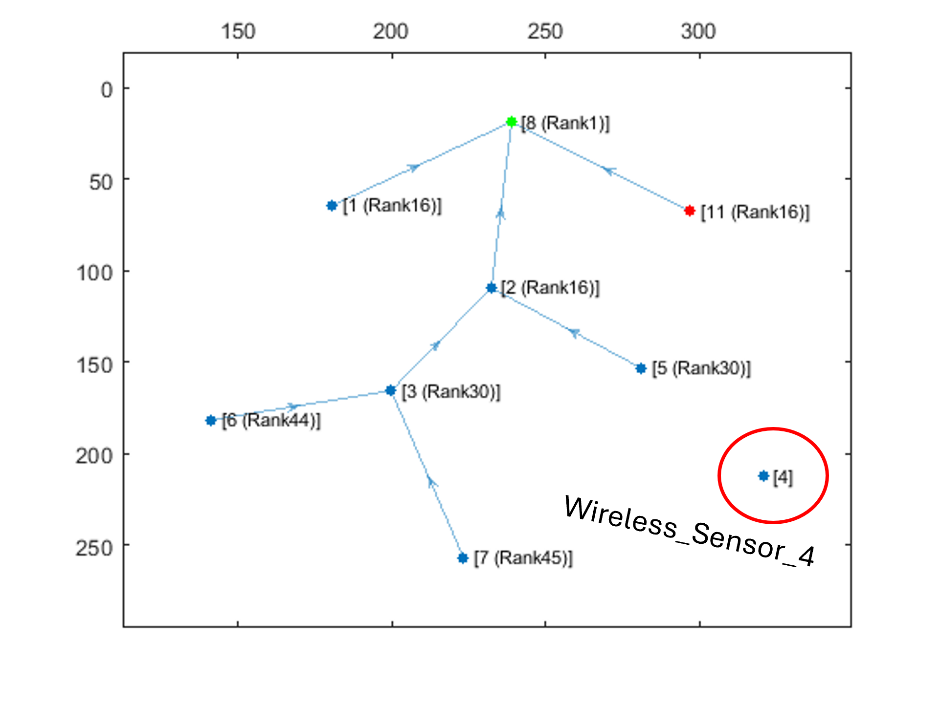 150 200 250 300
0
[8 (Rank1)]
50
[1 (Rank16)]
[11 (Rank16)]
100
[2 (Rank16)]
150
[5 (Rank30)]
[3 (Rank30)]
[6 (Rank44)]
200
[4]
Wireless_Sensor_4
250
[7 (Rank45)]